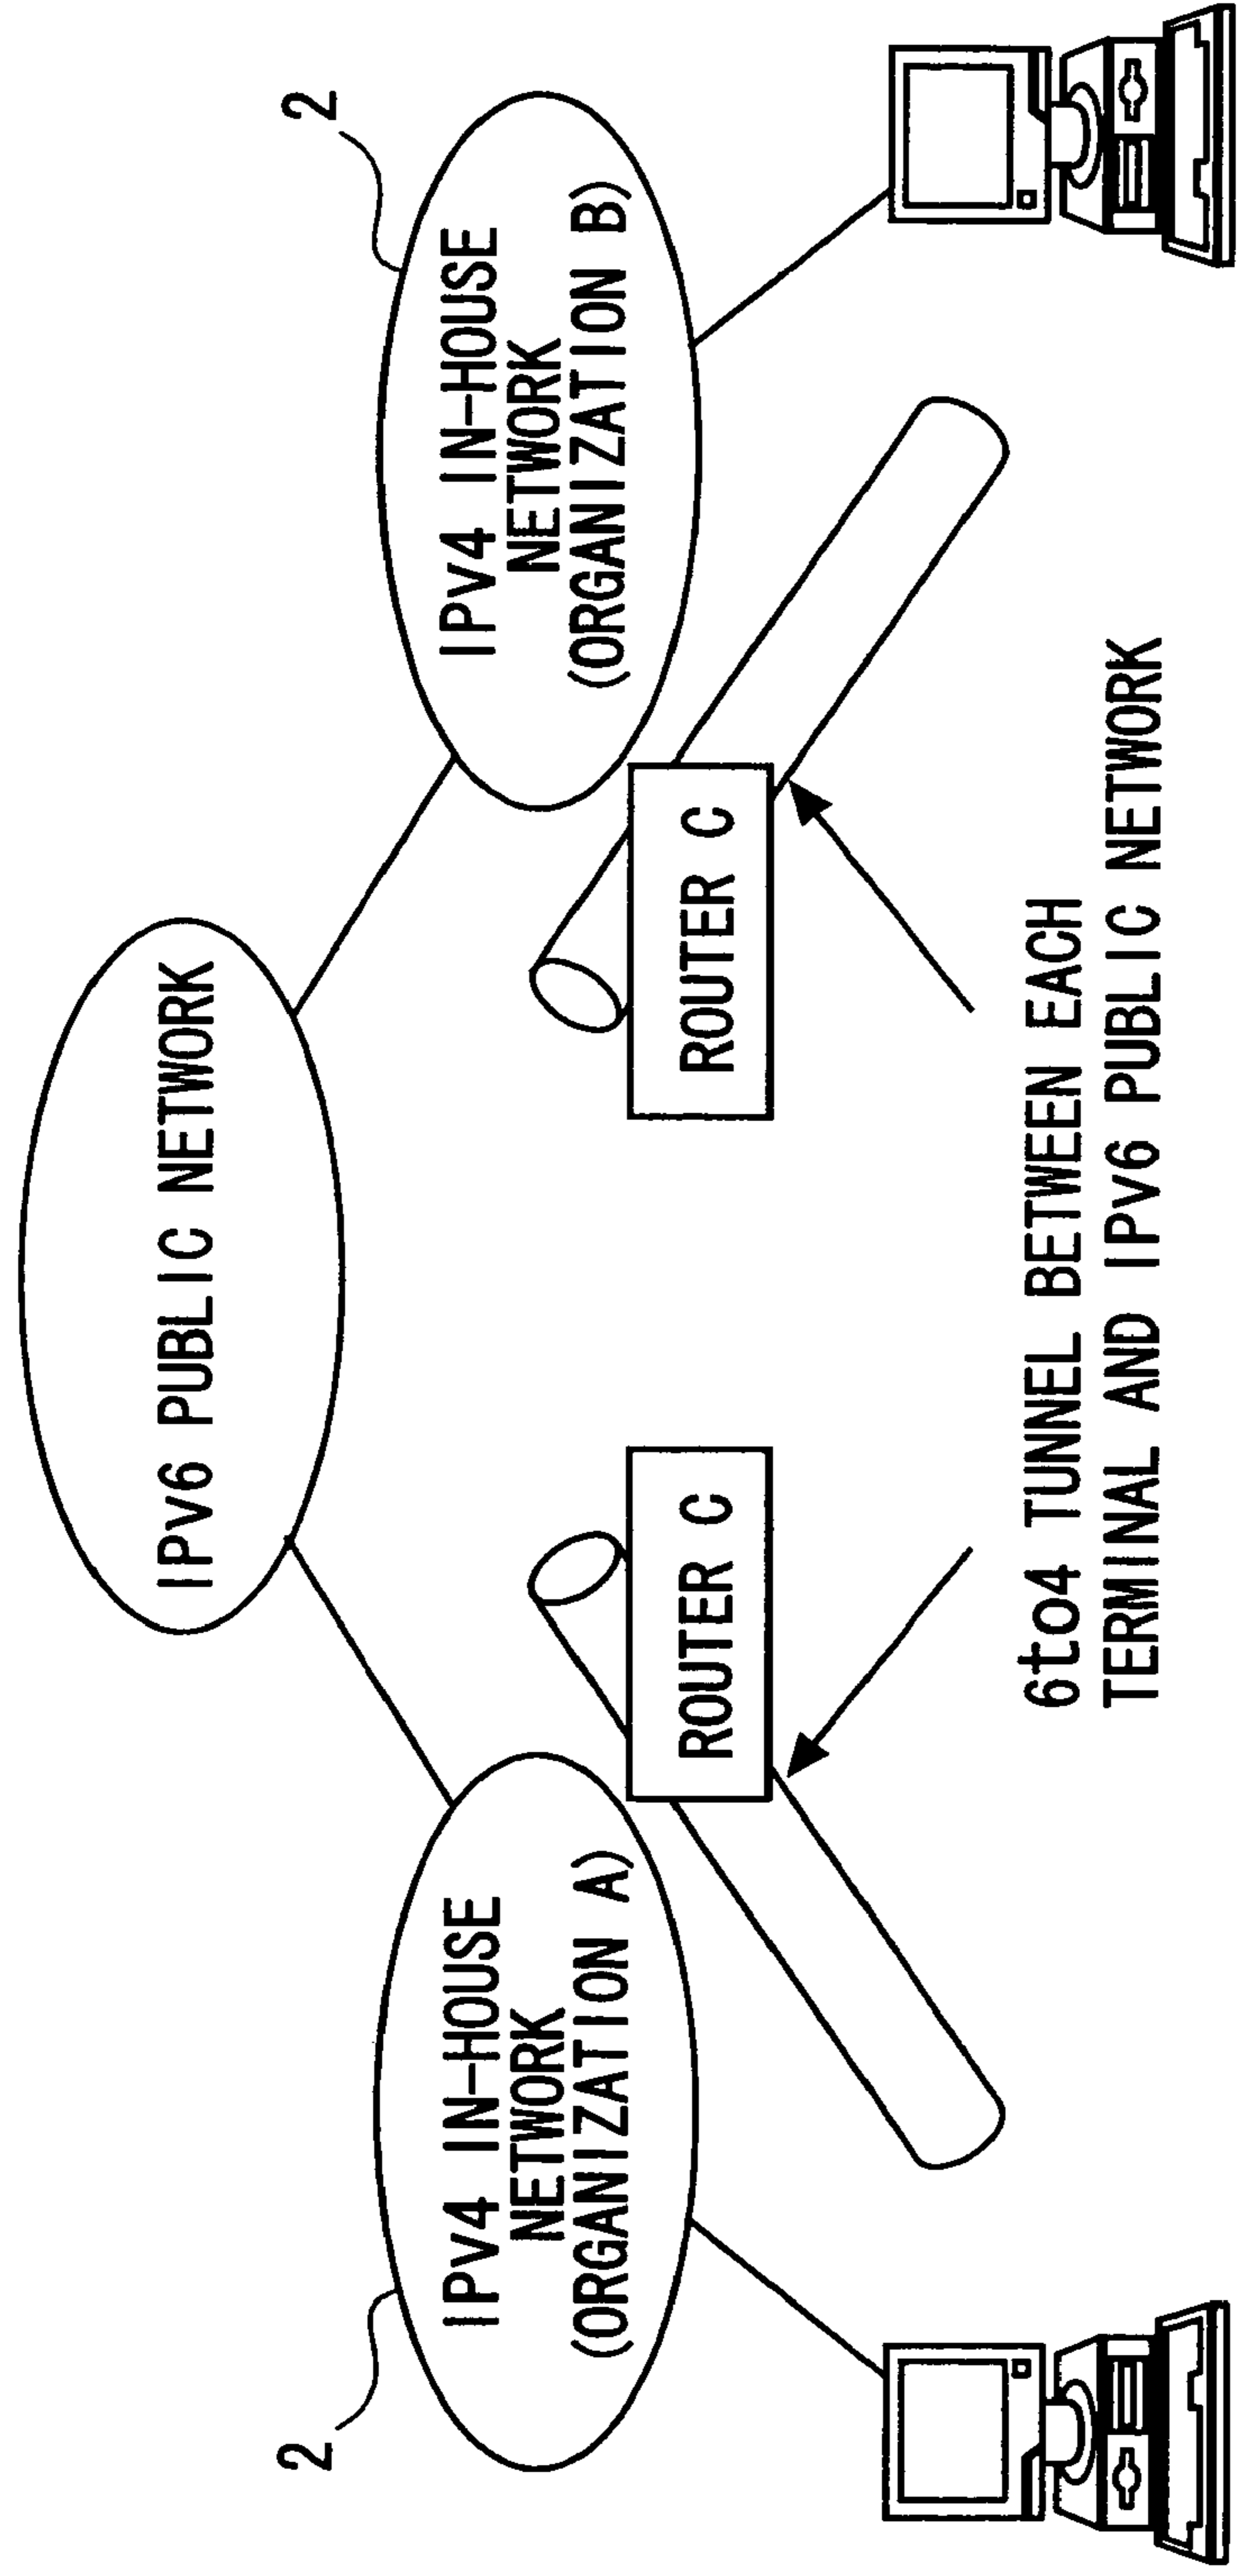 IPv6 PUBLIC NETWORK
2
IPv4 IN-HOUSE
NETWORK
(ORGANIZATION A)
2
IPv4 IN-HOUSE
NETWORK
(ORGANIZATION B)
ROUTER C
ROUTER C
6to4 TUNNEL BETWEEN EACH
TERMINAL AND IPv6 PUBLIC NETWORK